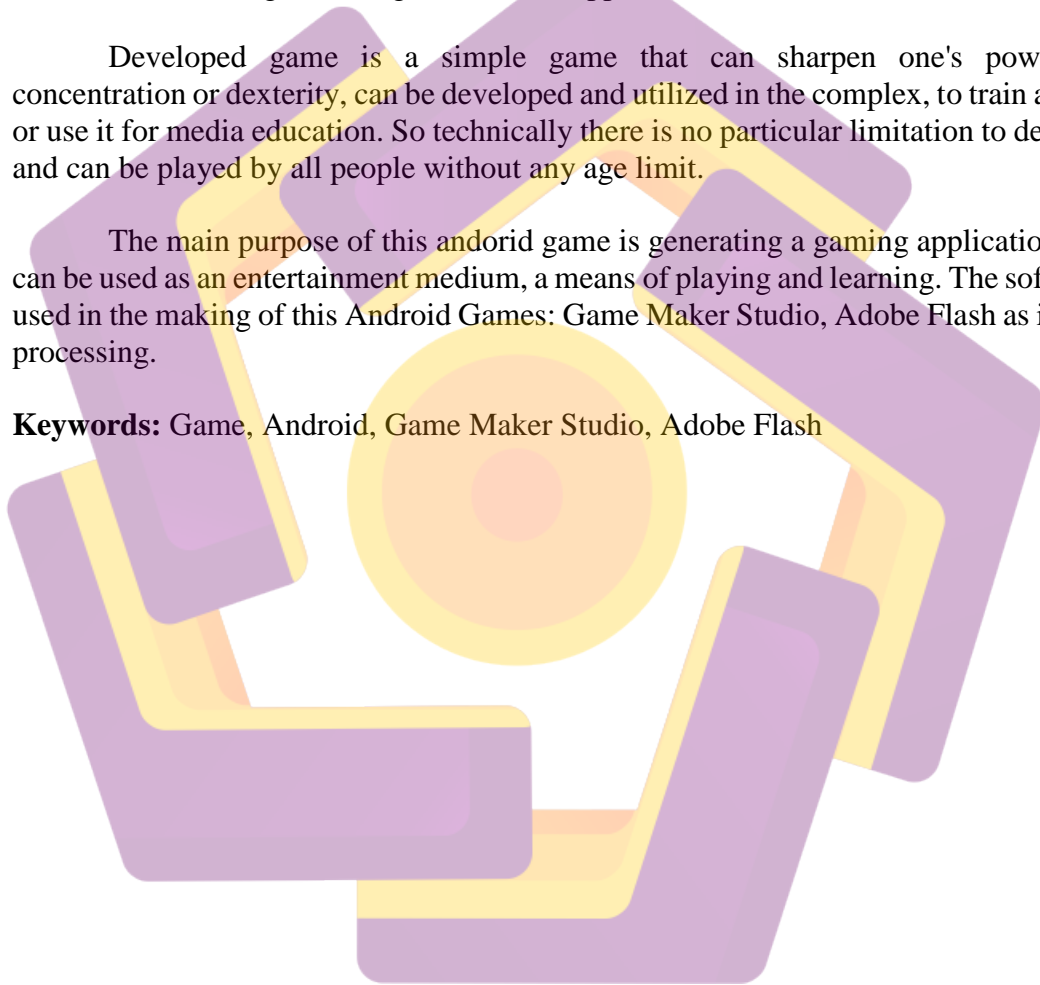 Developed game is a simple game that can sharpen one's pow
concentration or dexterity, can be developed and utilized in the complex, to train a
or use it for media education. So technically there is no particular limitation to de
and can be played by all people without any age limit.
The main purpose of this andorid game is generating a gaming applicatio
can be used as an entertainment medium, a means of playing and learning. The sof
used in the making of this Android Games: Game Maker Studio, Adobe Flash as i
processing.
Keywords: Game, Android, Game Maker Studio, Adobe Flash